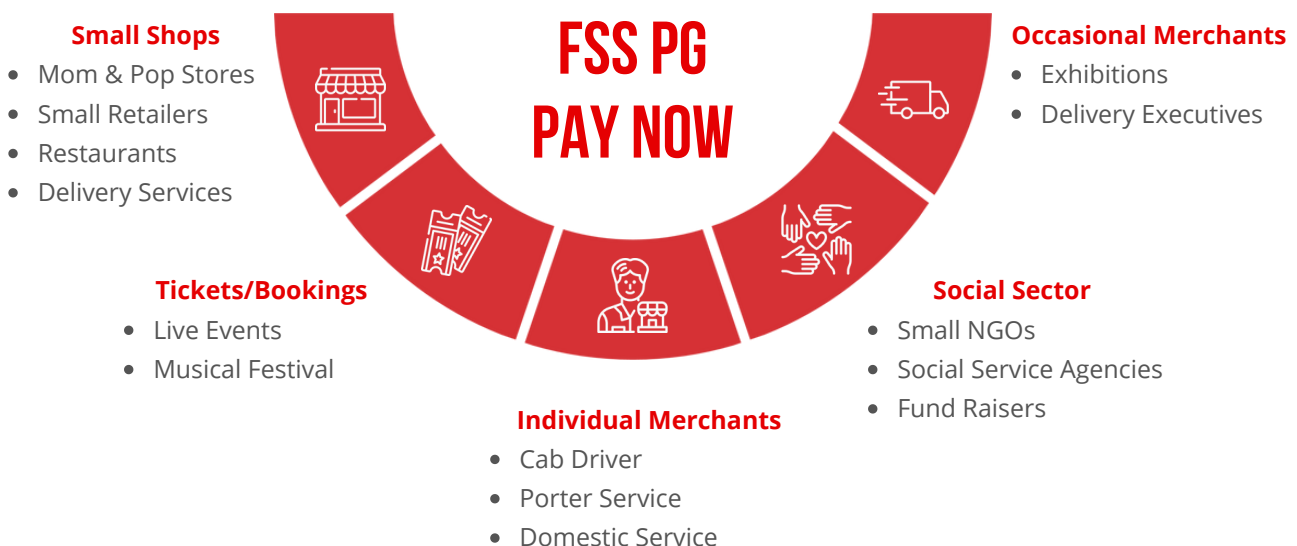 FSS PG
PAY NOW
Small Shops
Mom & Pop Stores
Small Retailers
Restaurants
Delivery Services
Tickets/Bookings
Live Events
Musical Festival
Individual Merchants
Cab Driver
Porter Service
Domestic Service
Social Sector
Small NGOs
Social Service Agencies
Fund Raisers
Occasional Merchants
Exhibitions
Delivery Executives